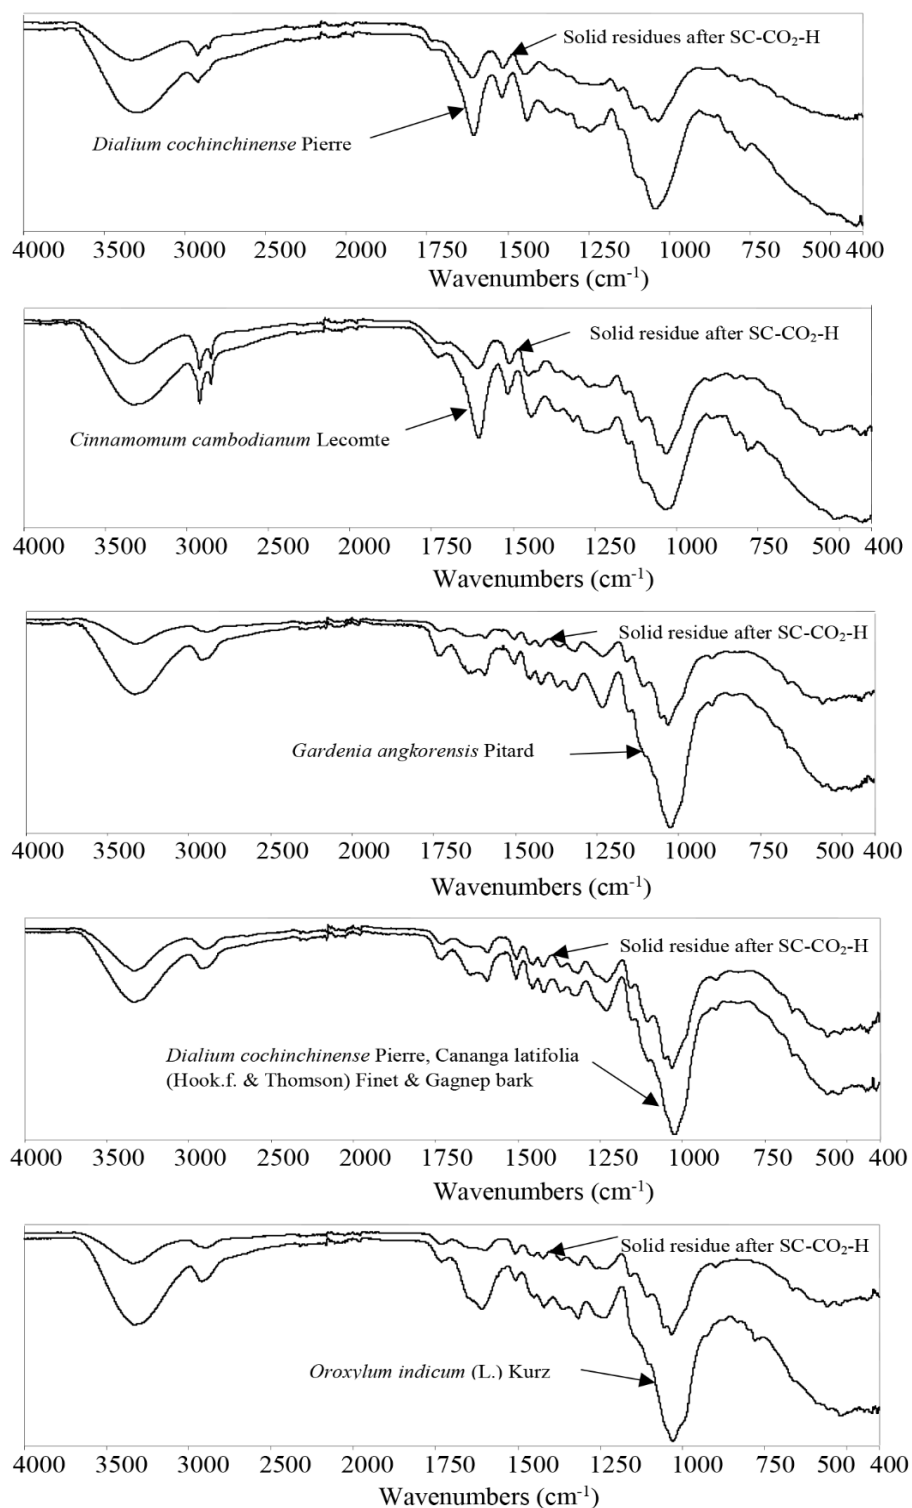 Solid residues after SC-CO₂-H
Dialium cochinchinense Pierre
4000 3500 3000 2500 2000 1750 1500 1250 1000 750 500 400
Wavenumbers (cm⁻¹)
Solid residue after SC-CO₂-H
Cinnamomum cambodianum Lecomte
4000 3500 3000 2500 2000 1750 1500 1250 1000 750 500 400
Wavenumbers (cm⁻¹)
Solid residue after SC-CO₂-H
Gardenia angkorensis Pitard
4000 3500 3000 2500 2000 1750 1500 1250 1000 750 500 400
Wavenumbers (cm⁻¹)
Solid residue after SC-CO₂-H
Dialium cochinchinense Pierre, Cananga latifolia
(Hook.f. & Thomson) Finet & Gagnep bark
4000 3500 3000 2500 2000 1750 1500 1250 1000 750 500 400
Wavenumbers (cm⁻¹)
Solid residue after SC-CO₂-H
Oroxylum indicum (L.) Kurz
4000 3500 3000 2500 2000 1750 1500 1250 1000 750 500 400
Wavenumbers (cm⁻¹)